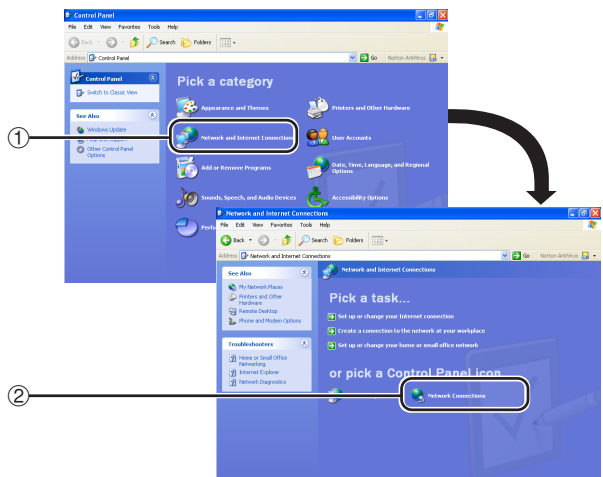 Control Panel
File Edit View Favorites Tools Help
Back Search Folders
Address Control Panel Go Norton AntiVirus
Control Panel
Switch to Classic View
See Also
Windows Update
Help and Support
Other Control Panel
Options
Pick a category
Appearance and Themes
Printers and Other Hardware
Network and Internet Connections
User Accounts
Add or Remove Programs
Date, Time, Language, and Regional
Options
Sounds, Speech, and Audio Devices
Accessibility Options
Perfo
①
Network and Internet Connections
File Edit View Favorites Tools Help
Back Search Folders
Address Network and Internet Connections Go Norton AntiVirus
See Also
My Network Places
Printers and Other
Hardware
Remote Desktop
Phone and Modem Options
Troubleshooters
Home or Small Office
Networking
Internet Explorer
Network Diagnostics
Network and Internet Connections
Pick a task...
Set up or change your Internet connection
Create a connection to the network at your workplace
Set up or change your home or small office network
or pick a Control Panel icon
Network Connections
②